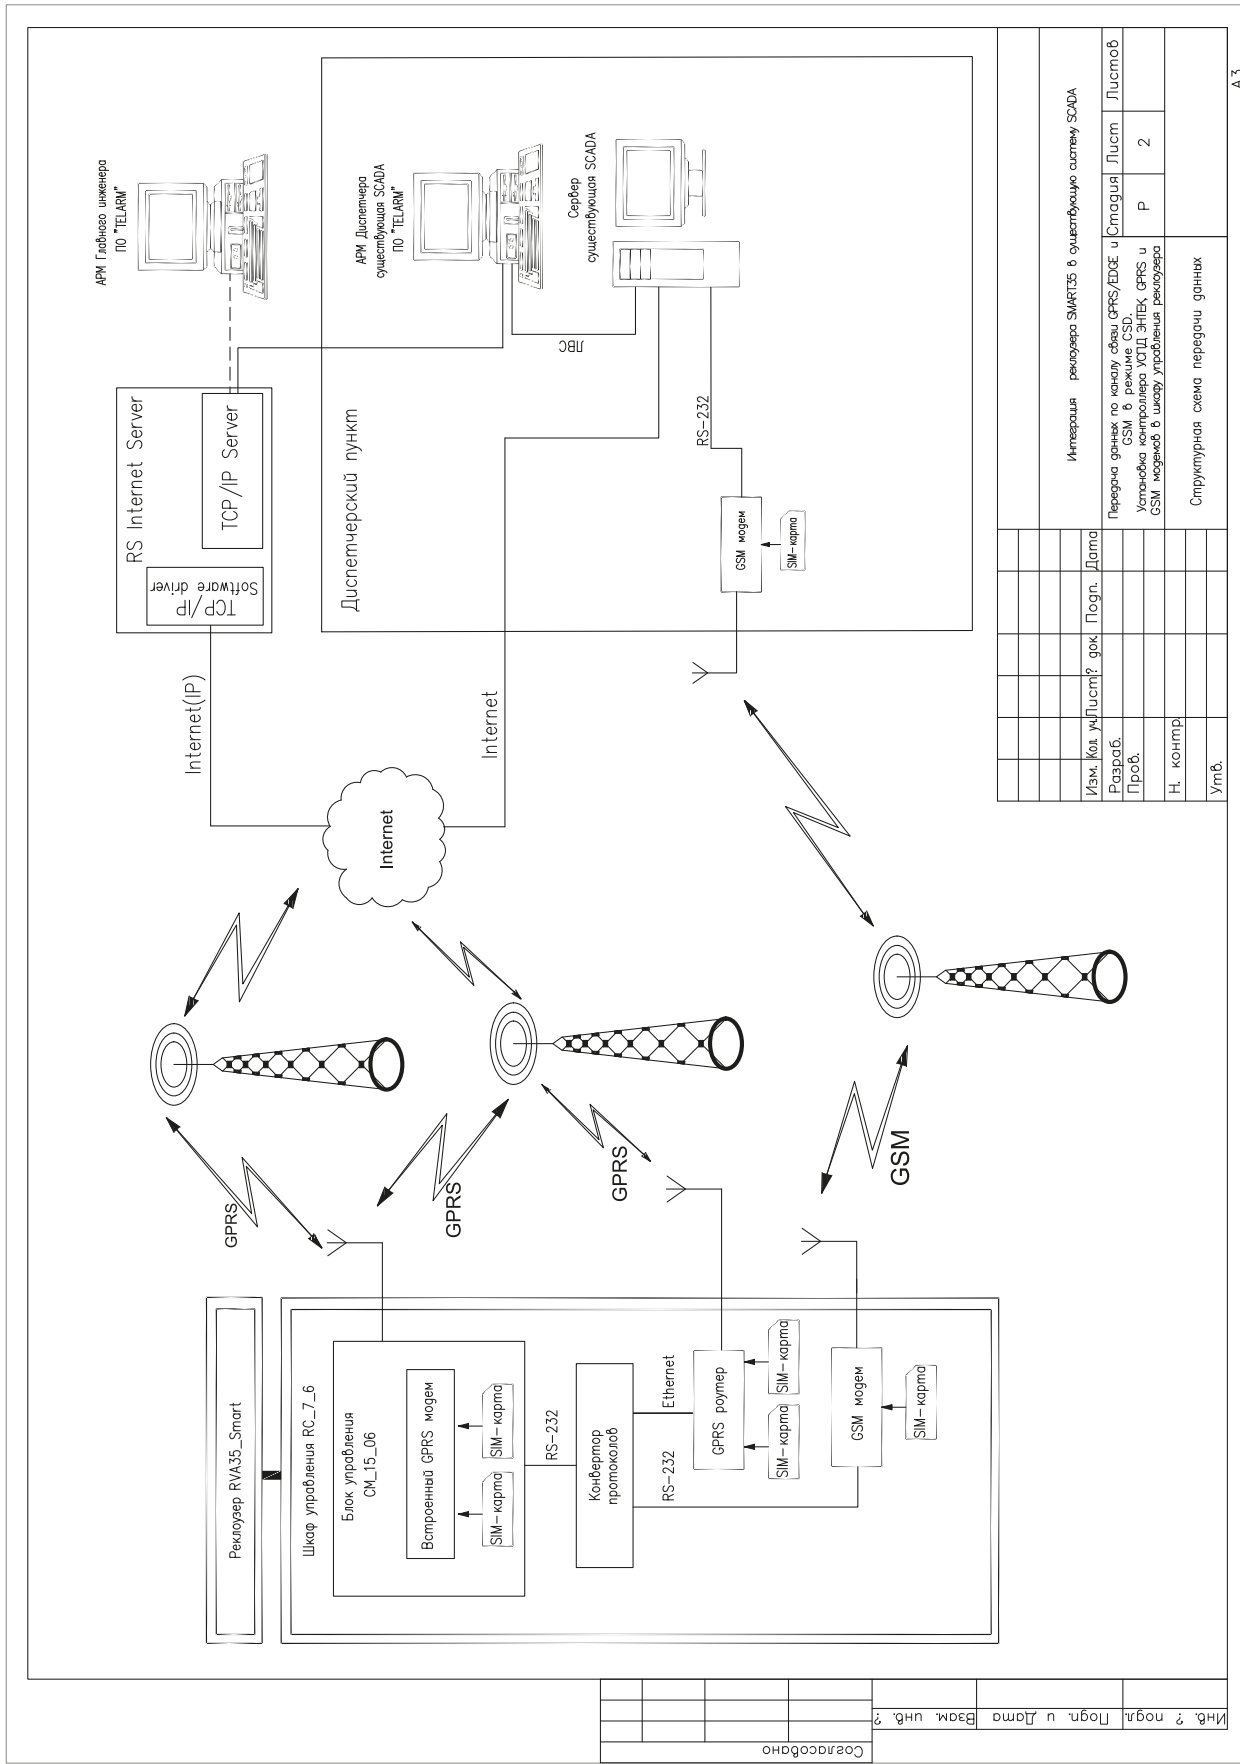 Реклоузер RVA35_Smart
Шкаф управления RC_7_6
Блок управления
CM_15_06
Встроенный GPRS модем
SIM-карта
SIM-карта
RS-232
Конвертор
протоколов
RS-232
Ethernet
GPRS роутер
SIM-карта
SIM-карта
GSM модем
SIM-карта
GPRS
GPRS
GPRS
GSM
Internet
Internet(IP)
Internet
RS Internet Server
TCP/IP
Software driver
TCP/IP Server
АРМ Главного инженера
ПО "TELARM"
Диспетчерский пункт
АРМ Диспетчера
существующая SCADA
ПО "TELARM"
Сервер
существующая SCADA
ЛВС
RS-232
GSM модем
SIM-карта
Интеграция реклоузера SMART35 в существующую систему SCADA
Изм. Кол. уч. Лист ? док. Подп. Дата
Разраб.
Пров.
Н. контр.
Утв.
Передача данных по каналу связи GPRS/EDGE и
GSM в режиме CSD.
Установка контроллера УСПД ЭНТЕК, GPRS и
GSM модемов в шкафу управления реклоузера
Стадия Лист Листов
Р 2
Структурная схема передачи данных
Согласовано
Взам. инв. ?
Подп. и Дата
Инв. ? подл.
А3